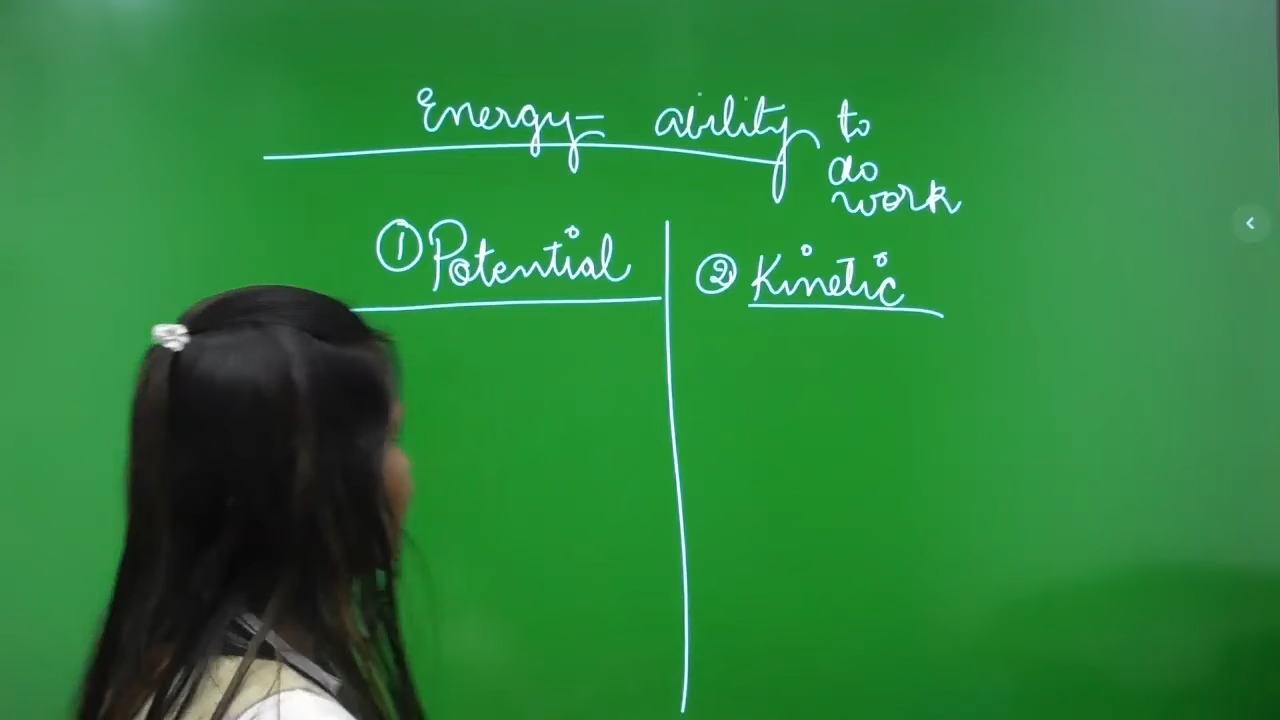 Energy - ability to
do
work
① Potential
② Kinetic